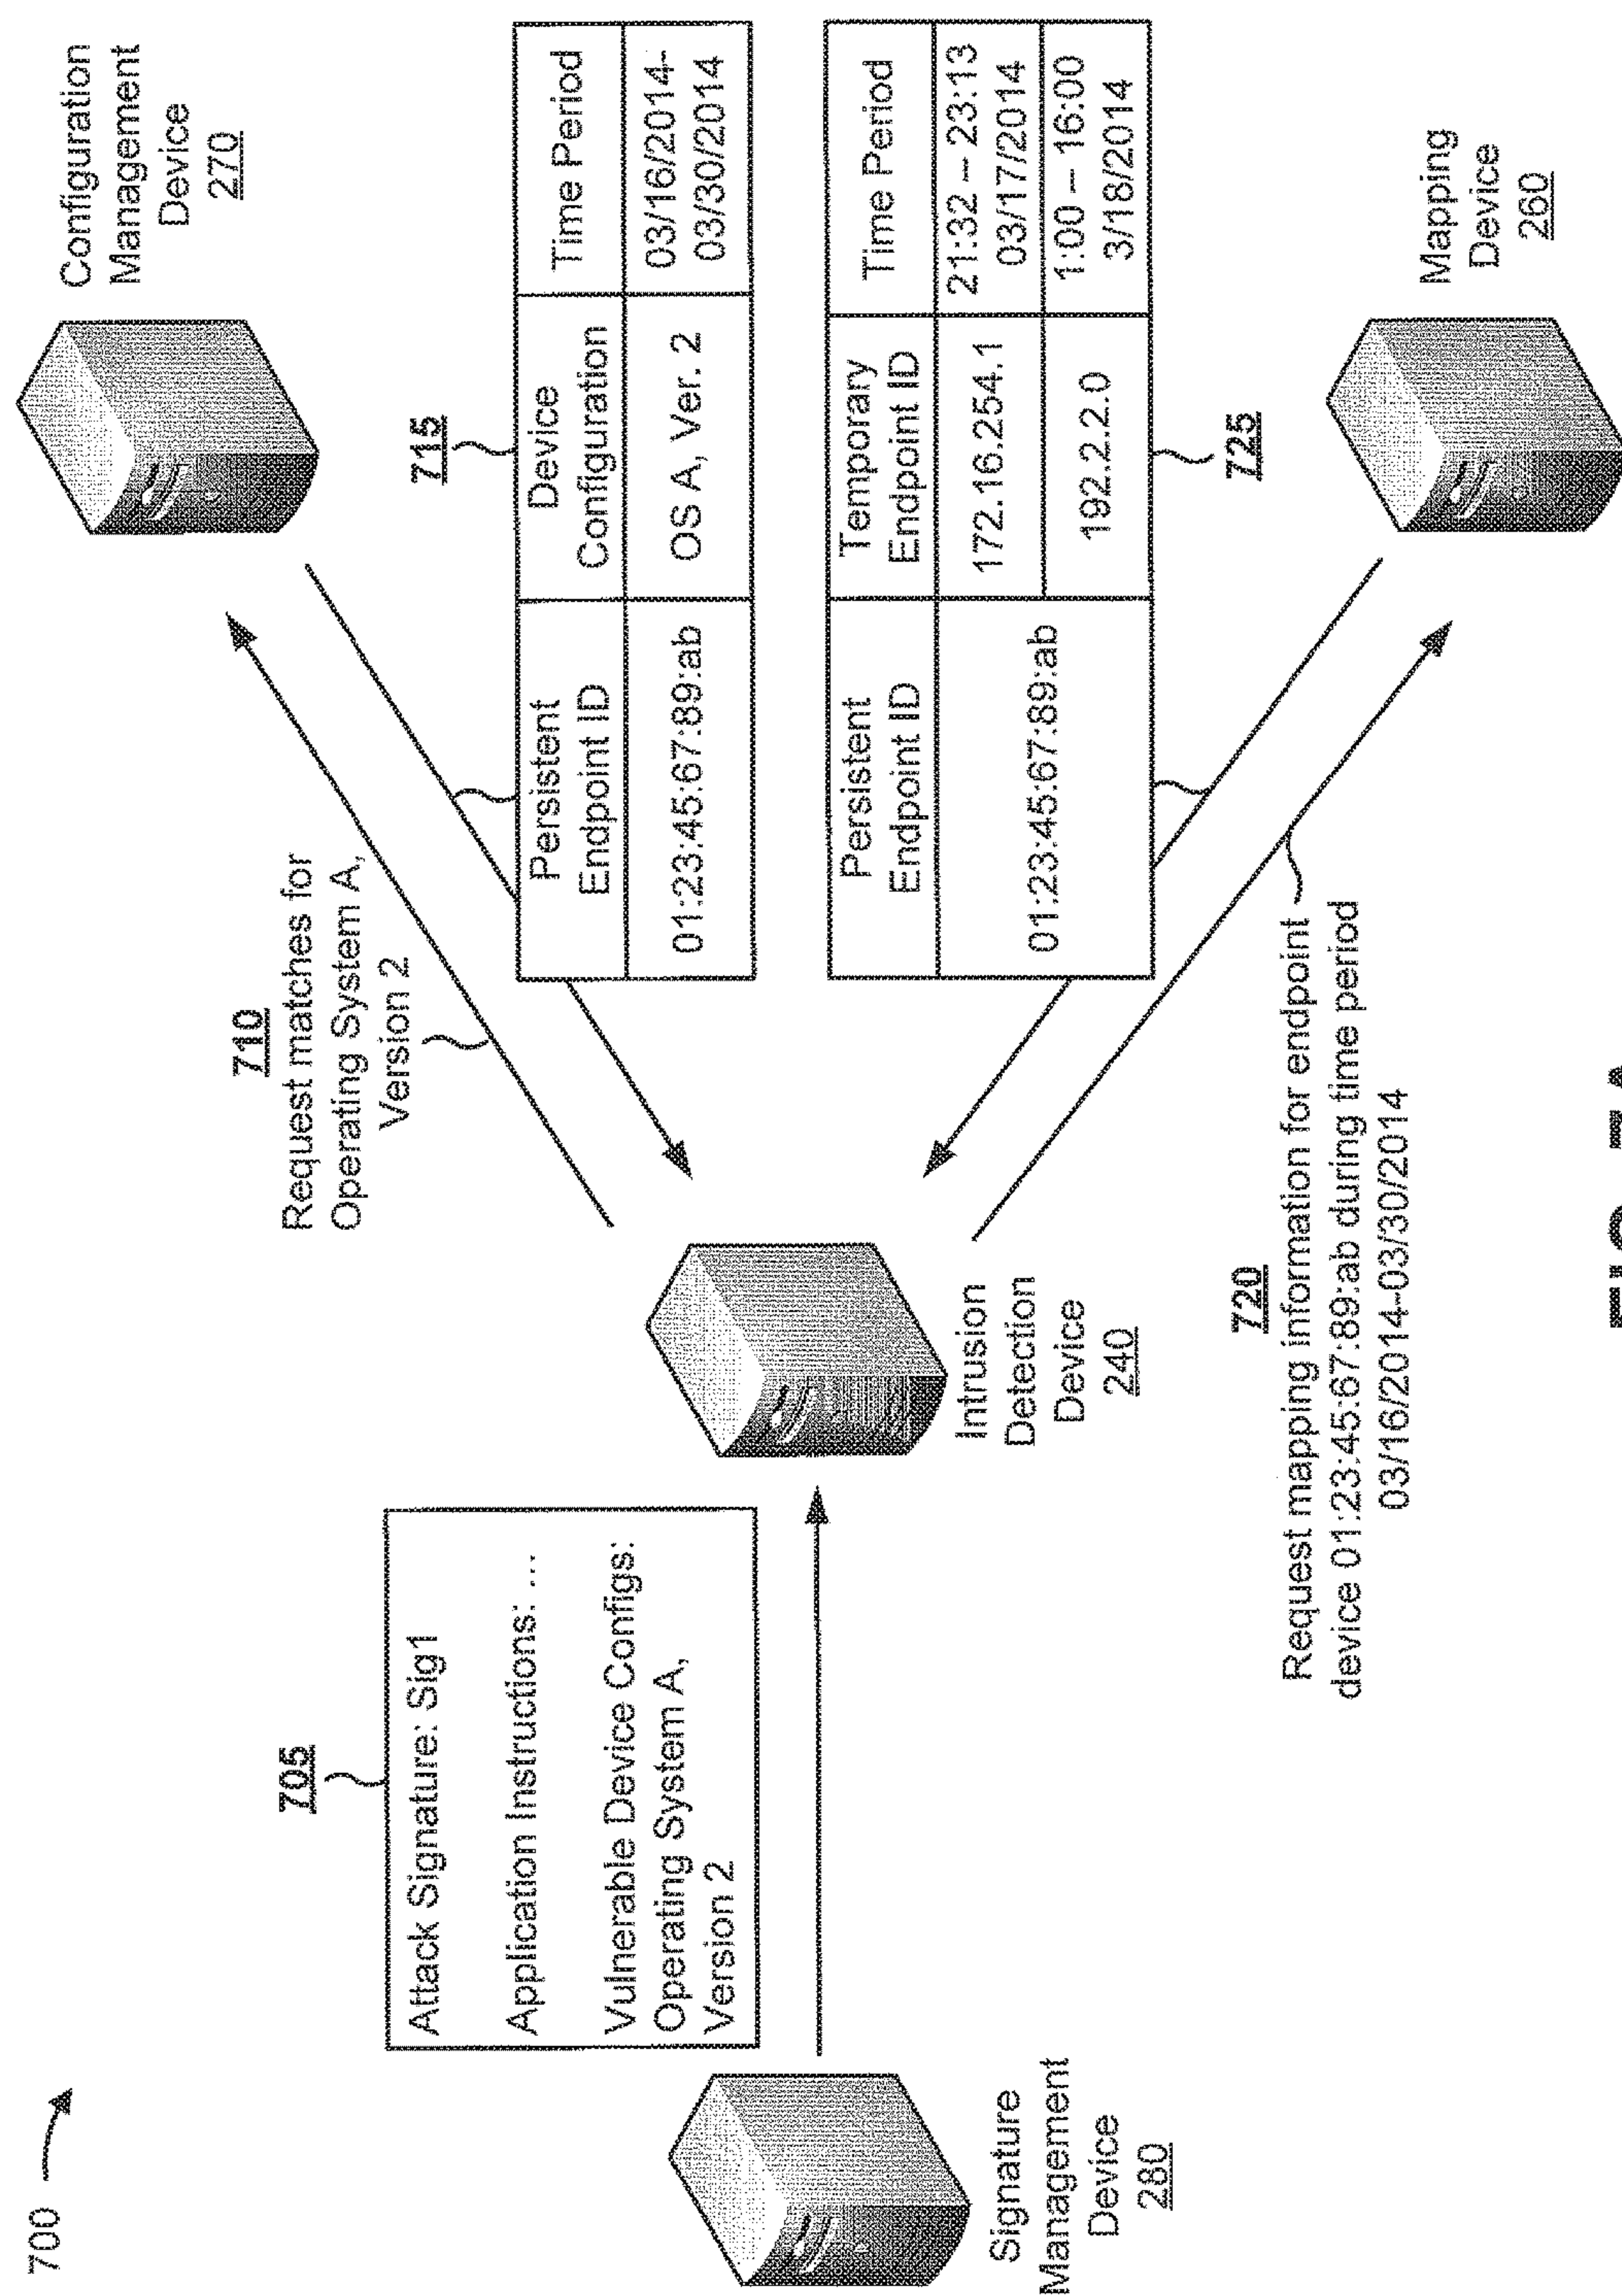 700
705
Attack Signature: Sig1
Application Instructions: ...
Vulnerable Device Configs:
Operating System A,
Version 2
Signature
Management
Device
280
Intrusion
Detection
Device
240
710
Request matches for
Operating System A,
Version 2
Configuration
Management
Device
270
715
Persistent Endpoint ID
Device Configuration
Time Period
01:23:45:67:89:ab
OS A, Ver. 2
03/16/2014-
03/30/2014
Persistent Endpoint ID
Temporary Endpoint ID
Time Period
01:23:45:67:89:ab
172.16.254.1
21:32 – 23:13
03/17/2014
192.2.2.0
1:00 – 16:00
3/18/2014
725
720
Request mapping information for endpoint
device 01:23:45:67:89:ab during time period
03/16/2014-03/30/2014
Mapping
Device
260